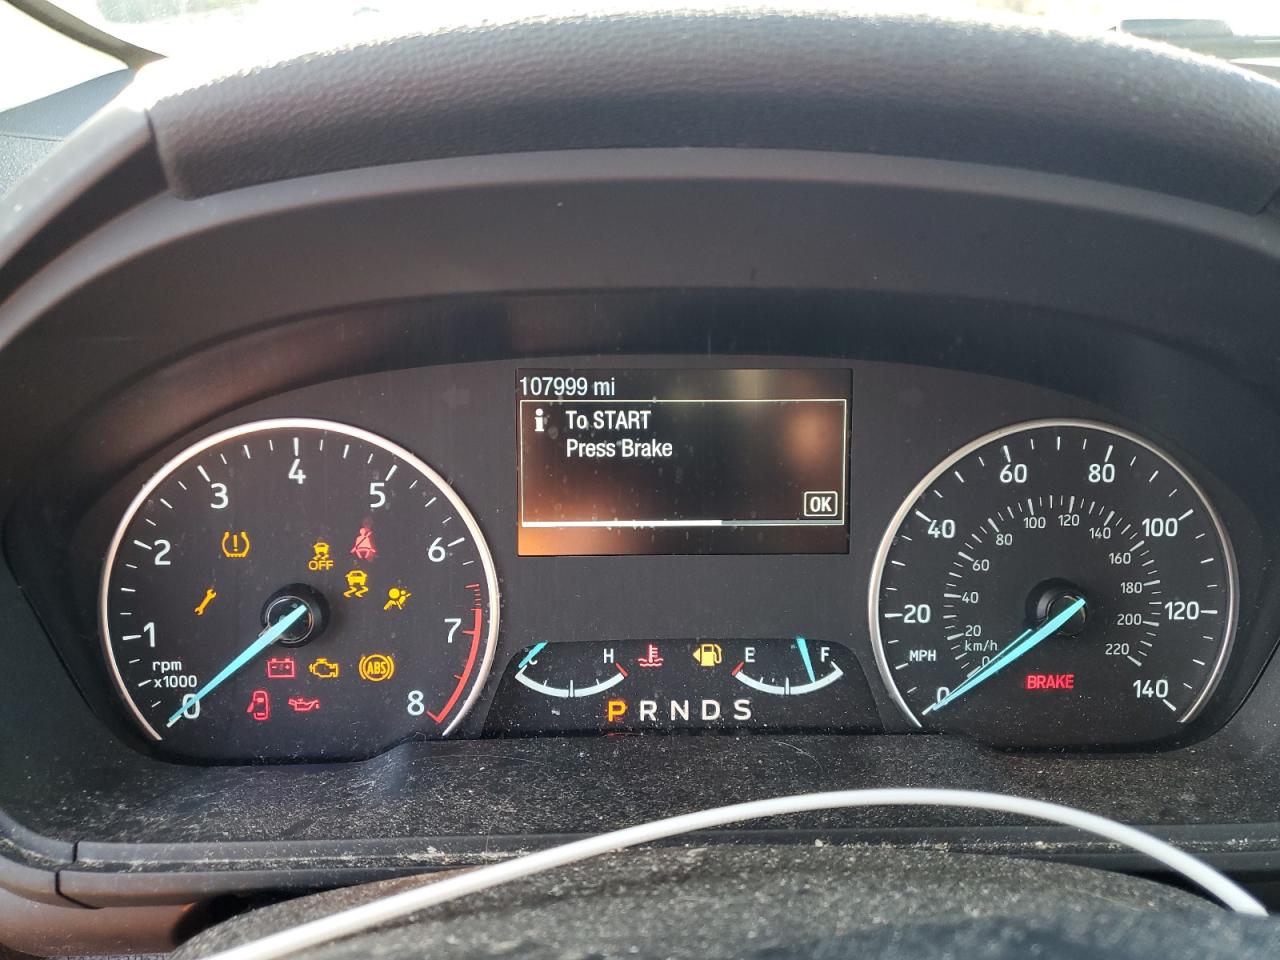 107999 mi
i To START
Press Brake
OK
0 1 2 3 4 5 6 7 8
rpm
x1000
OFF
ABS
C H
E F
P R N D S
0 20 40 60 80 100 120 140
MPH
0 20 40 60 80 100 120 140 160 180 200 220
km/h
BRAKE